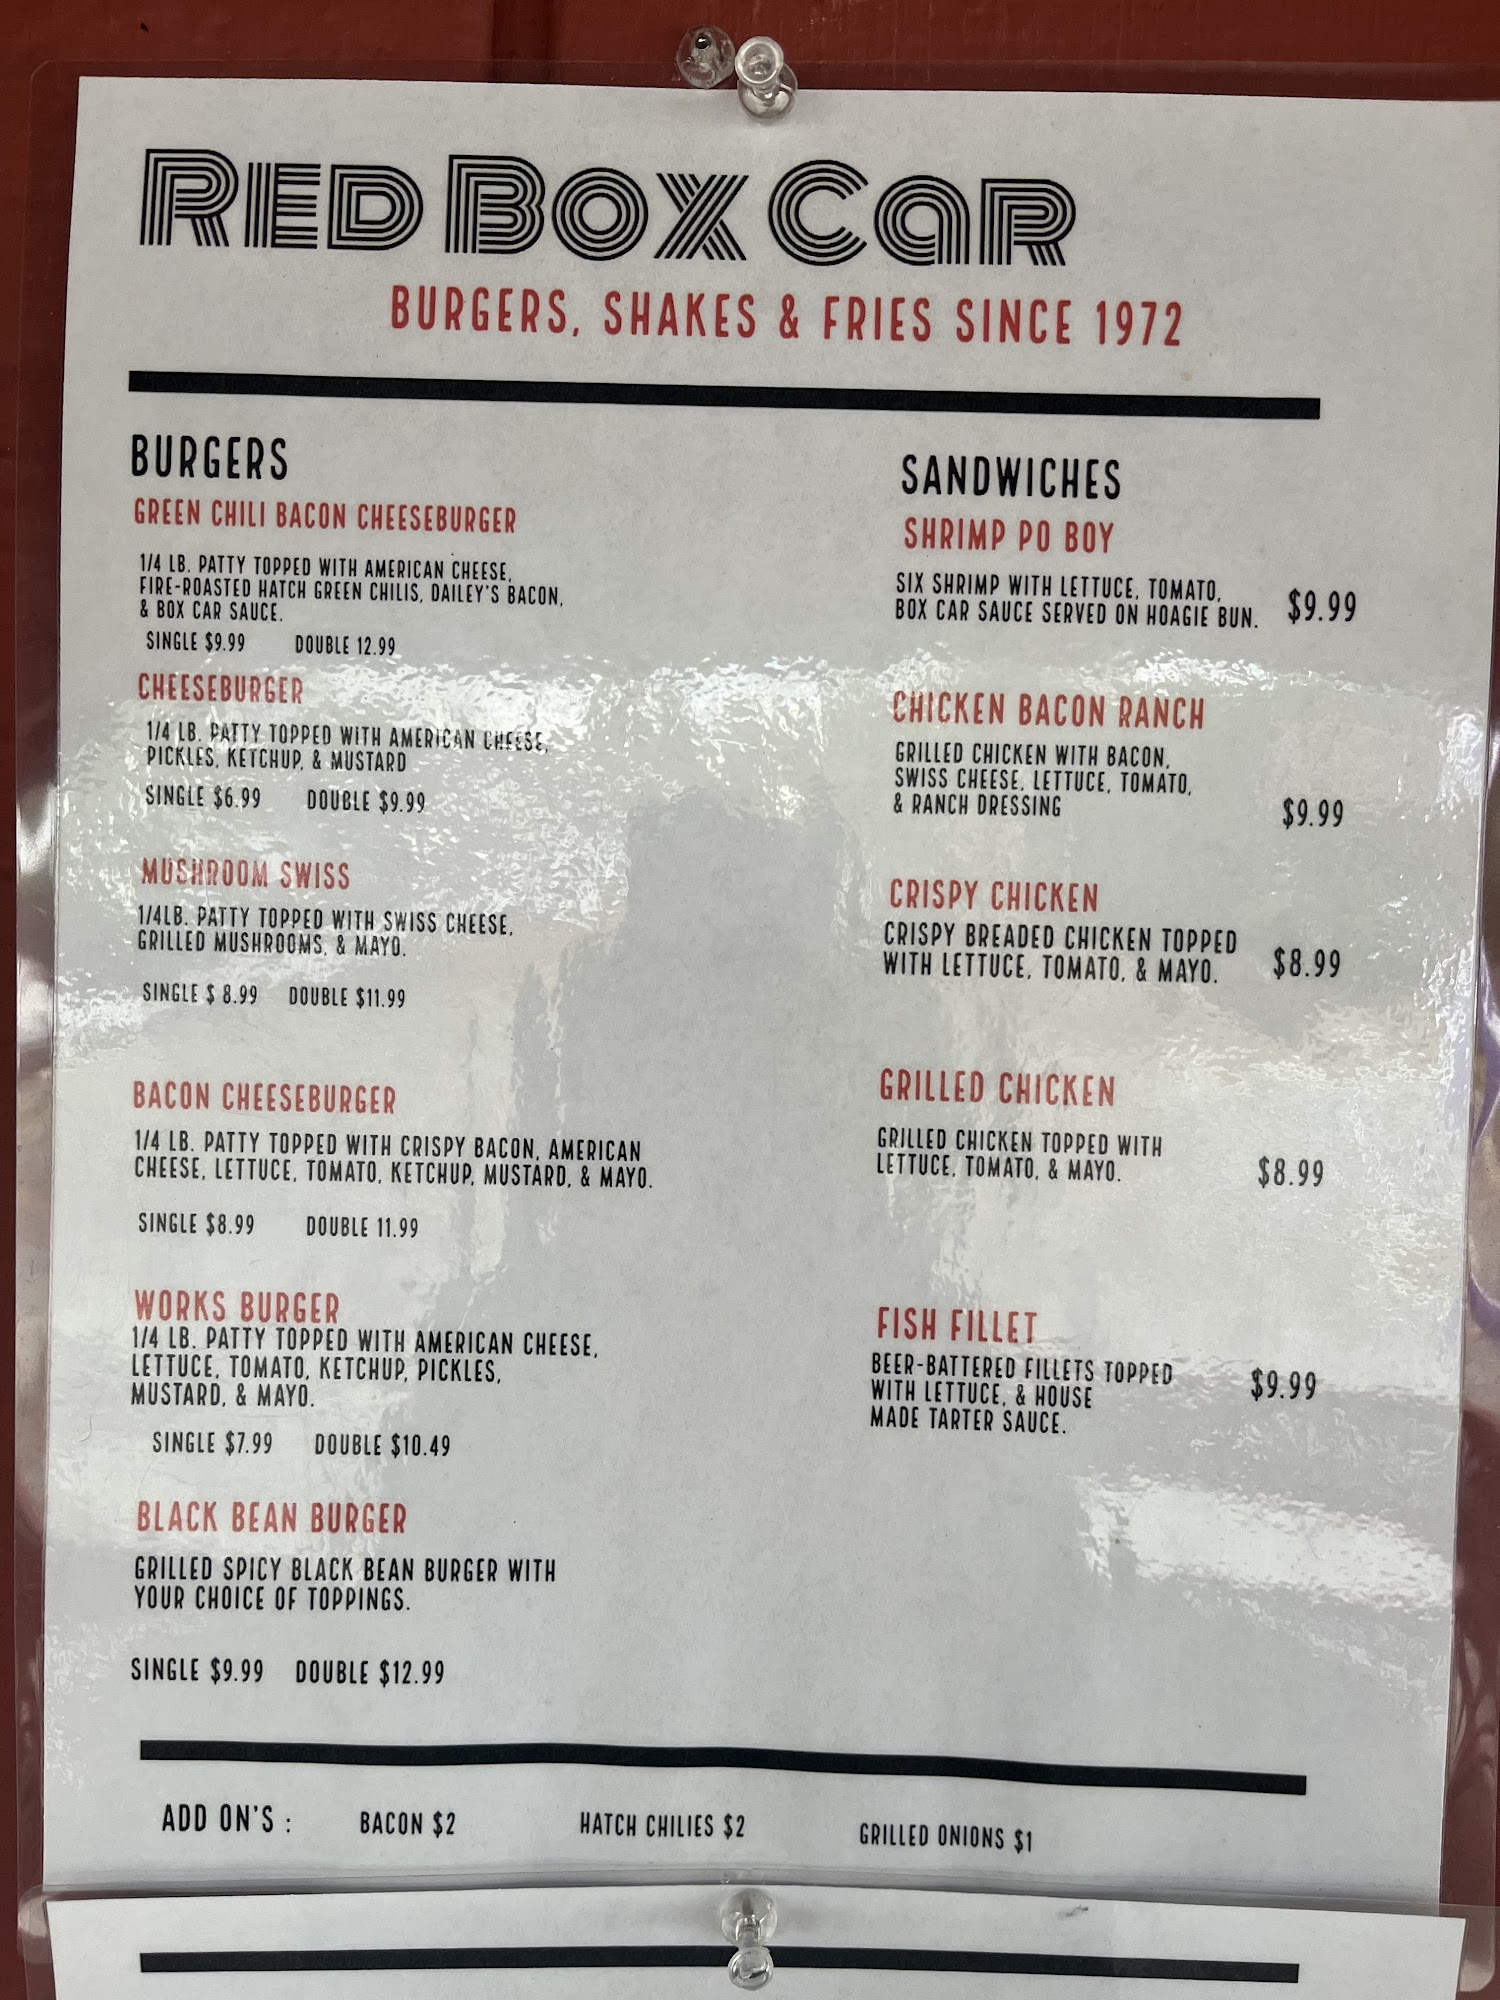 RED BOX CAR
BURGERS, SHAKES & FRIES SINCE 1972
BURGERS
GREEN CHILI BACON CHEESEBURGER
1/4 LB. PATTY TOPPED WITH AMERICAN CHEESE,
FIRE-ROASTED HATCH GREEN CHILIS, DAILEY'S BACON,
& BOX CAR SAUCE.
SINGLE $9.99 DOUBLE 12.99
CHEESEBURGER
1/4 LB. PATTY TOPPED WITH AMERICAN CHEESE,
PICKLES, KETCHUP, & MUSTARD
SINGLE $6.99 DOUBLE $9.99
MUSHROOM SWISS
1/4LB. PATTY TOPPED WITH SWISS CHEESE,
GRILLED MUSHROOMS, & MAYO.
SINGLE $ 8.99 DOUBLE $11.99
BACON CHEESEBURGER
1/4 LB. PATTY TOPPED WITH CRISPY BACON, AMERICAN
CHEESE, LETTUCE, TOMATO, KETCHUP, MUSTARD, & MAYO.
SINGLE $8.99 DOUBLE 11.99
WORKS BURGER
1/4 LB. PATTY TOPPED WITH AMERICAN CHEESE,
LETTUCE, TOMATO, KETCHUP, PICKLES,
MUSTARD, & MAYO.
SINGLE $7.99 DOUBLE $10.49
BLACK BEAN BURGER
GRILLED SPICY BLACK BEAN BURGER WITH
YOUR CHOICE OF TOPPINGS.
SINGLE $9.99 DOUBLE $12.99
SANDWICHES
SHRIMP PO BOY
SIX SHRIMP WITH LETTUCE, TOMATO,
BOX CAR SAUCE SERVED ON HOAGIE BUN. $9.99
CHICKEN BACON RANCH
GRILLED CHICKEN WITH BACON,
SWISS CHEESE, LETTUCE, TOMATO,
& RANCH DRESSING $9.99
CRISPY CHICKEN
CRISPY BREADED CHICKEN TOPPED
WITH LETTUCE, TOMATO, & MAYO. $8.99
GRILLED CHICKEN
GRILLED CHICKEN TOPPED WITH
LETTUCE, TOMATO, & MAYO. $8.99
FISH FILLET
BEER-BATTERED FILLETS TOPPED
WITH LETTUCE, & HOUSE $9.99
MADE TARTER SAUCE.
ADD ON'S : BACON $2 HATCH CHILIES $2 GRILLED ONIONS $1